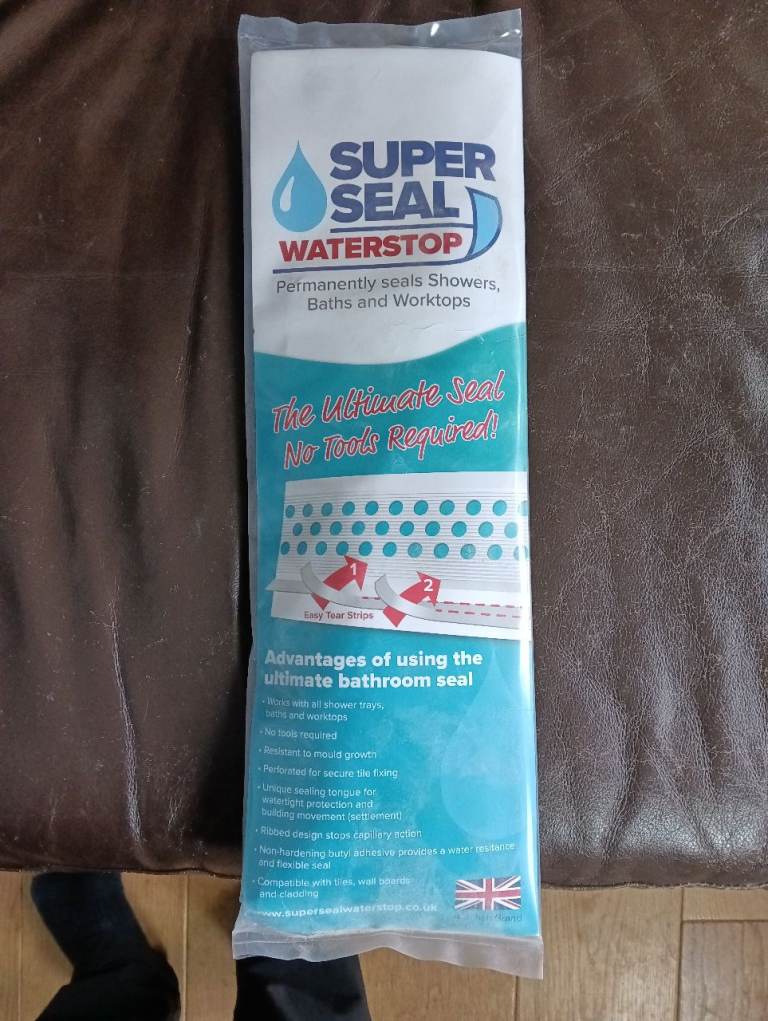 SUPER
SEAL
WATERSTOP
Permanently seals Showers,
Baths and Worktops
The Ultimate Seal
No Tools Required!
1
2
Easy Tear Strips
Advantages of using the
ultimate bathroom seal
• Works with all shower trays,
baths and worktops
• No tools required
• Resistant to mould growth
• Perforated for secure tile fixing
• Unique sealing tongue for
watertight protection and
building movement (settlement)
• Ribbed design stops capillary action
• Non-hardening butyl adhesive provides a water resitance
and flexible seal
• Compatible with tiles, wall boards
and cladding
www.supersealwaterstop.co.uk
Brand